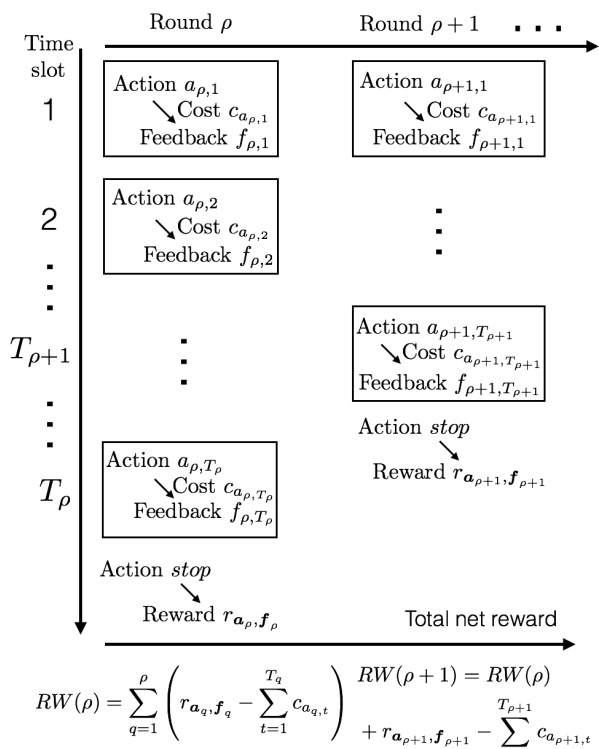 Round ρ Round ρ + 1 ...
Time slot
1
Action a_{ρ,1}
Cost c_{a_{ρ,1}}
Feedback f_{ρ,1}
Action a_{ρ+1,1}
Cost c_{a_{ρ+1,1}}
Feedback f_{ρ+1,1}
2
Action a_{ρ,2}
Cost c_{a_{ρ,2}}
Feedback f_{ρ,2}
T_{ρ+1}
Action a_{ρ+1,T_{ρ+1}}
Cost c_{a_{ρ+1,T_{ρ+1}}}
Feedback f_{ρ+1,T_{ρ+1}}
Action stop
Reward r_{a_{ρ+1},f_{ρ+1}}
T_ρ
Action a_{ρ,T_ρ}
Cost c_{a_{ρ,T_ρ}}
Feedback f_{ρ,T_ρ}
Action stop
Reward r_{a_ρ,f_ρ}
Total net reward
RW(ρ) = \sum_{q=1}^{ρ} ( r_{a_q,f_q} − \sum_{t=1}^{T_q} c_{a_{q,t}} )
RW(ρ + 1) = RW(ρ)
+ r_{a_{ρ+1},f_{ρ+1}} − \sum_{t=1}^{T_{ρ+1}} c_{a_{ρ+1,t}}